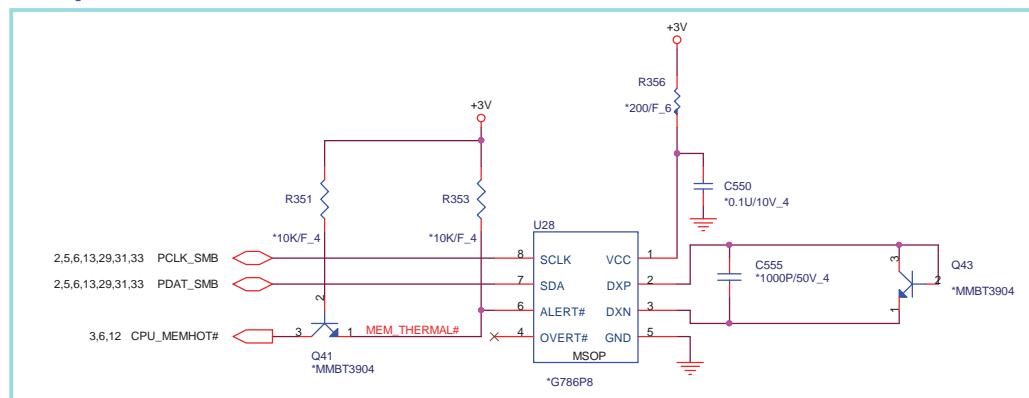 +3V
R356
*200/F_6
+3V
C550
*0.1U/10V_4
R351
R353
*10K/F_4
*10K/F_4
U28
2,5,6,13,29,31,33 PCLK_SMB
8 SCLK VCC 1
2,5,6,13,29,31,33 PDAT_SMB
7 SDA DXP 2
C555
*1000P/50V_4
3
2
Q43
*MMBT3904
1
6 ALERT# DXN 3
2
3,6,12 CPU_MEMHOT#
3
1
MEM_THERMAL#
4 OVERT# GND 5
MSOP
Q41
*MMBT3904
*G786P8